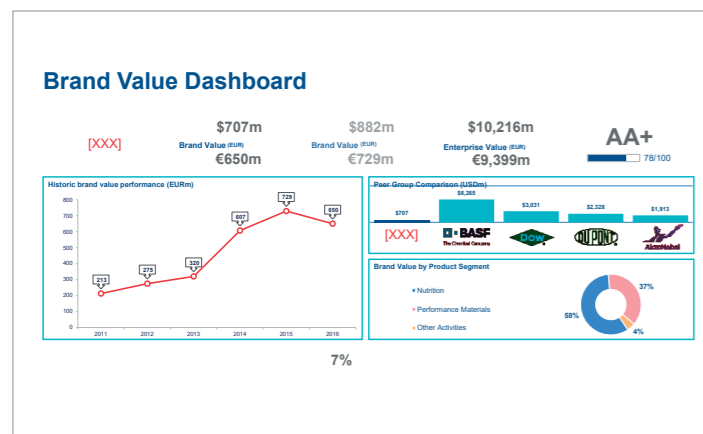 Brand Value Dashboard
[XXX]
$707m
Brand Value (EUR)
€650m
$882m
Brand Value (EUR)
€729m
$10,216m
Enterprise Value (EUR)
€9,399m
AA+
78/100
Historic brand value performance (EURm)
800
700
600
500
400
300
200
100
0
213
275
320
607
729
650
2011
2012
2013
2014
2015
2016
Peer Group Comparison (USDm)
$707
$6,265
$3,031
$2,328
$1,913
[XXX]
BASF
The Chemical Company
Dow
DUPONT
AkzoNobel
Brand Value by Product Segment
Nutrition
Performance Materials
Other Activities
37%
58%
4%
7%